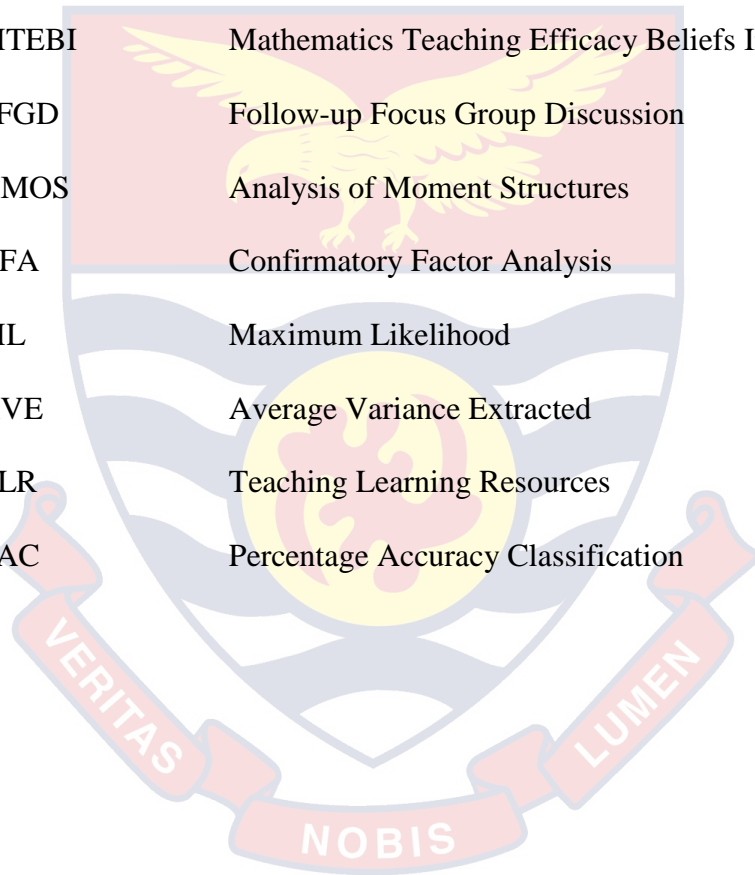 ITEBI Mathematics Teaching Efficacy Beliefs I
FGD Follow-up Focus Group Discussion
MOS Analysis of Moment Structures
FA Confirmatory Factor Analysis
IL Maximum Likelihood
VE Average Variance Extracted
LR Teaching Learning Resources
AC Percentage Accuracy Classification
VERITAS
NOBIS
LUMEN